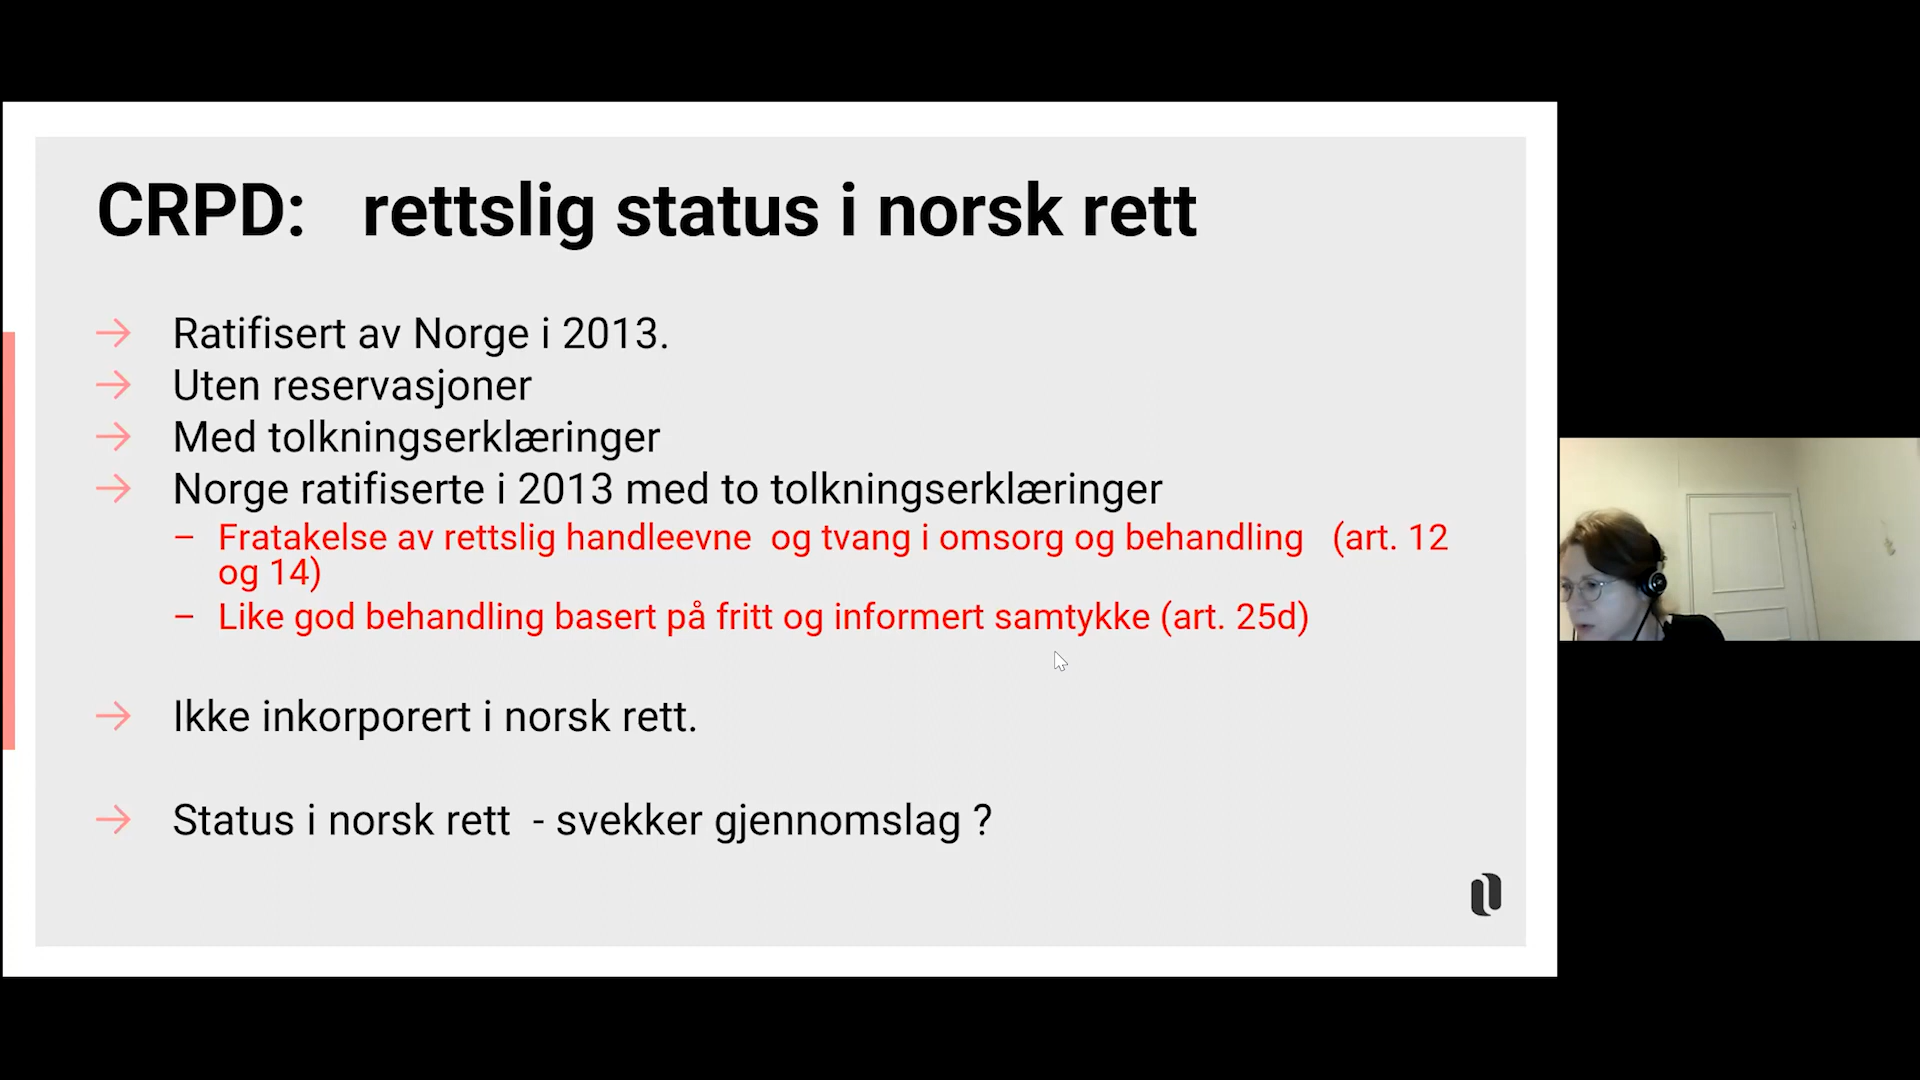 CRPD: rettslig status i norsk rett
→ Ratifisert av Norge i 2013.
→ Uten reservasjoner
→ Med tolkningserklæringer
→ Norge ratifiserte i 2013 med to tolkningserklæringer
– Fratakelse av rettslig handleevne og tvang i omsorg og behandling (art. 12
og 14)
– Like god behandling basert på fritt og informert samtykke (art. 25d)
→ Ikke inkorporert i norsk rett.
→ Status i norsk rett - svekker gjennomslag ?